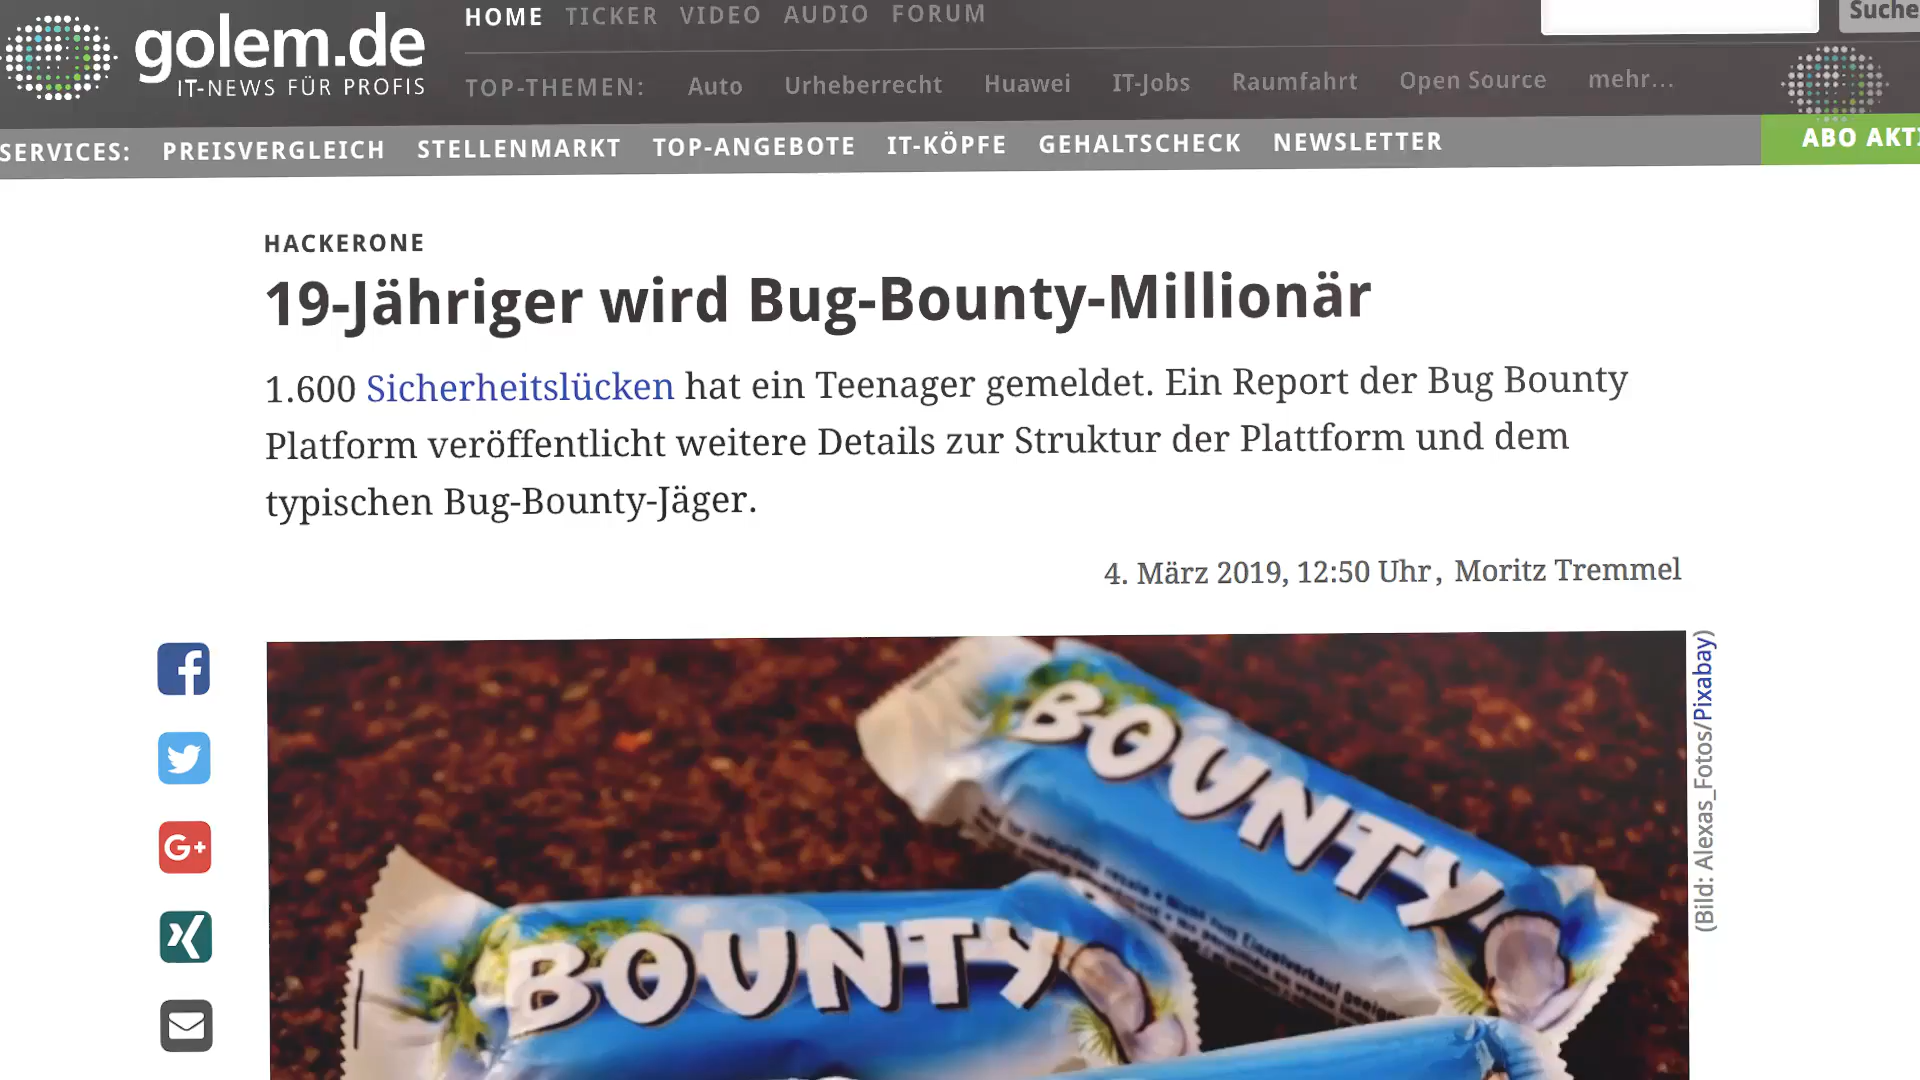 golem.de
IT-NEWS FÜR PROFIS
HOME TICKER VIDEO AUDIO FORUM
Suche
TOP-THEMEN: Auto Urheberrecht Huawei IT-Jobs Raumfahrt Open Source mehr...
SERVICES: PREISVERGLEICH STELLENMARKT TOP-ANGEBOTE IT-KÖPFE GEHALTSCHECK NEWSLETTER
ABO
HACKERONE
19-Jähriger wird Bug-Bounty-Millionär
1.600 Sicherheitslücken hat ein Teenager gemeldet. Ein Report der Bug Bounty
Platform veröffentlicht weitere Details zur Struktur der Plattform und dem
typischen Bug-Bounty-Jäger.
4. März 2019, 12:50 Uhr, Moritz Tremmel
(Bild: Alexas_Fotos/Pixabay)
BOUNTY
BOUNTY